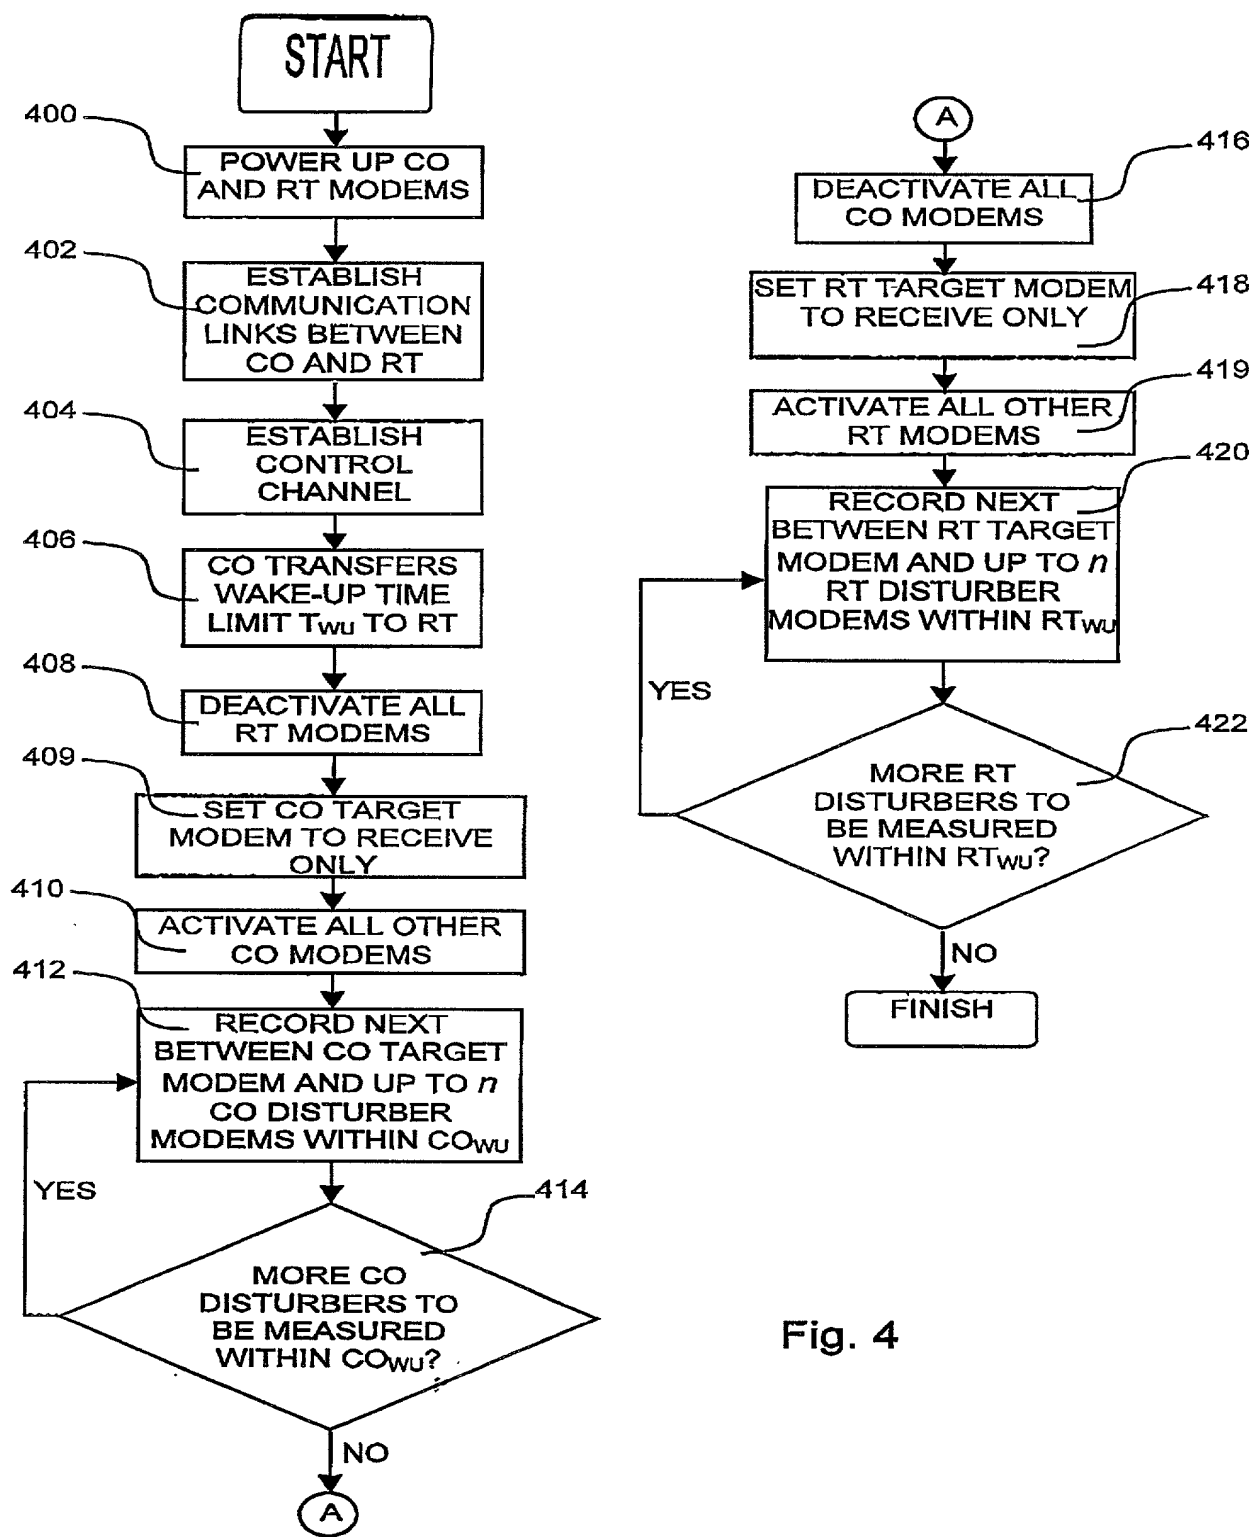 START
400
POWER UP CO
AND RT MODEMS
402
ESTABLISH
COMMUNICATION
LINKS BETWEEN
CO AND RT
404
ESTABLISH
CONTROL
CHANNEL
406
CO TRANSFERS
WAKE-UP TIME
LIMIT TWU TO RT
408
DEACTIVATE ALL
RT MODEMS
409
SET CO TARGET
MODEM TO RECEIVE
ONLY
410
ACTIVATE ALL OTHER
CO MODEMS
412
RECORD NEXT
BETWEEN CO TARGET
MODEM AND UP TO n
CO DISTURBER
MODEMS WITHIN COWU
YES
414
MORE CO
DISTURBERS TO
BE MEASURED
WITHIN COWU?
NO
A
A
416
DEACTIVATE ALL
CO MODEMS
418
SET RT TARGET MODEM
TO RECEIVE ONLY
419
ACTIVATE ALL OTHER
RT MODEMS
420
RECORD NEXT
BETWEEN RT TARGET
MODEM AND UP TO n
RT DISTURBER
MODEMS WITHIN RTWU
YES
422
MORE RT
DISTURBERS TO
BE MEASURED
WITHIN RTWU?
NO
FINISH
Fig. 4